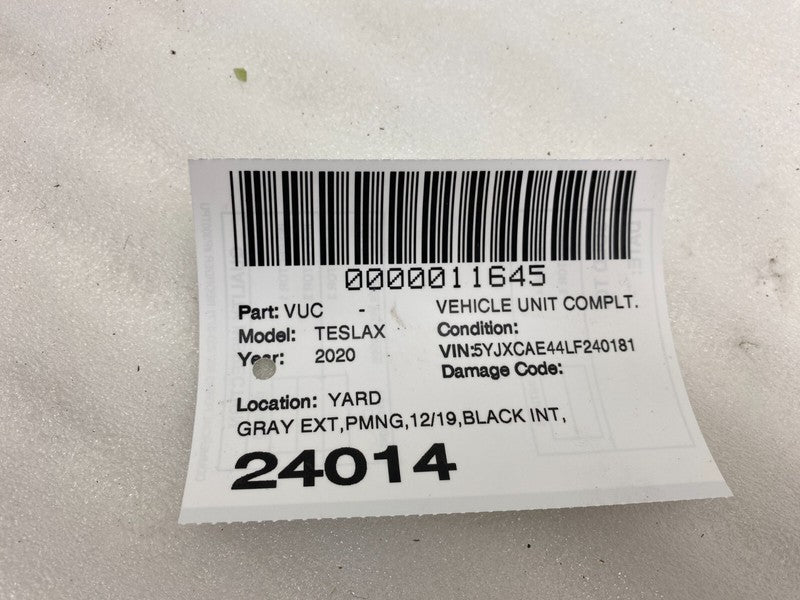 0000011645
Part: VUC - VEHICLE UNIT COMPLT.
Model: TESLAX Condition:
Year: 2020 VIN:5YJXCAE44LF240181
Damage Code:
Location: YARD
GRAY EXT,PMNG,12/19,BLACK INT,
24014